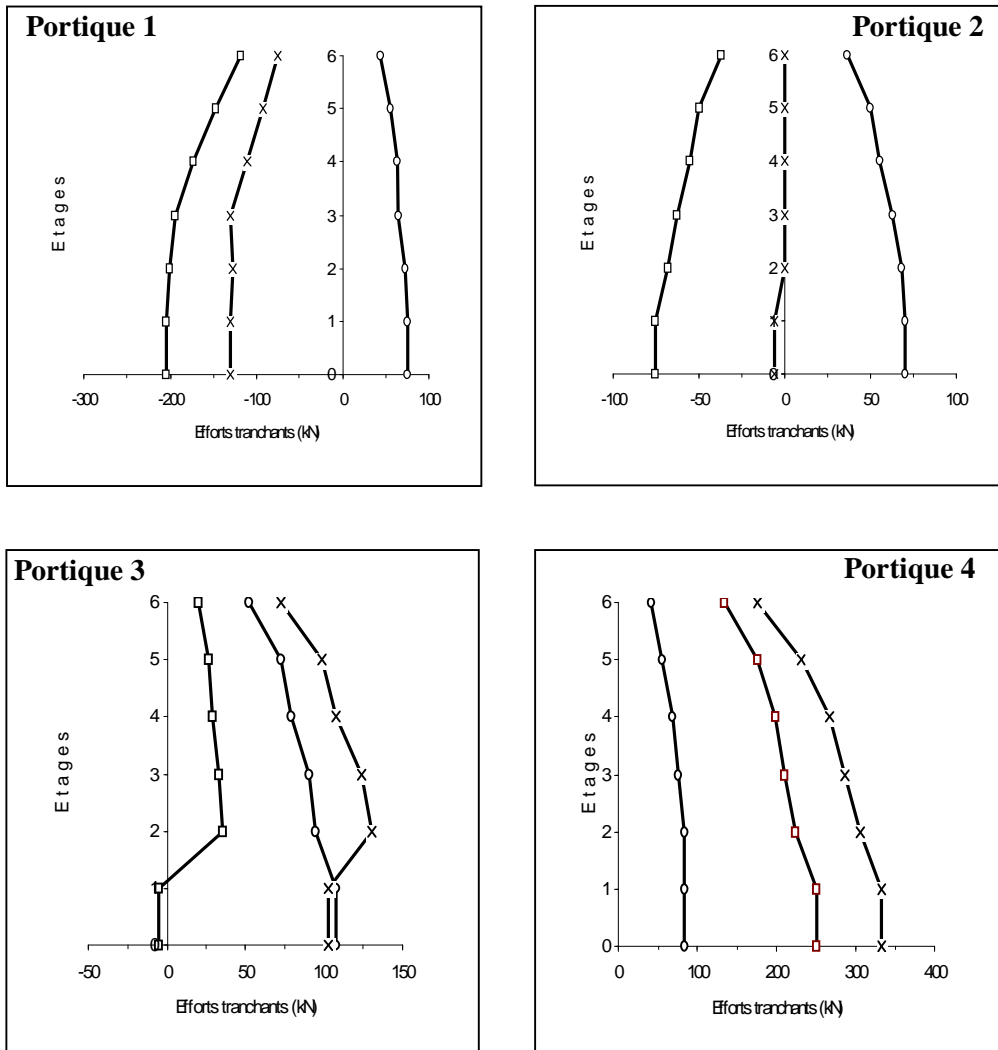 Portique 1
6
5
4
3
2
1
0
Etages
-300 -200 -100 0 100
Efforts tranchants (kN)
Portique 2
6
5
4
3
2
1
0
Etages
-100 -50 0 50 100
Efforts tranchants (kN)
Portique 3
6
5
4
3
2
1
0
Etages
-50 0 50 100 150
Efforts tranchants (kN)
Portique 4
6
5
4
3
2
1
0
Etages
0 100 200 300 400
Efforts tranchants (kN)